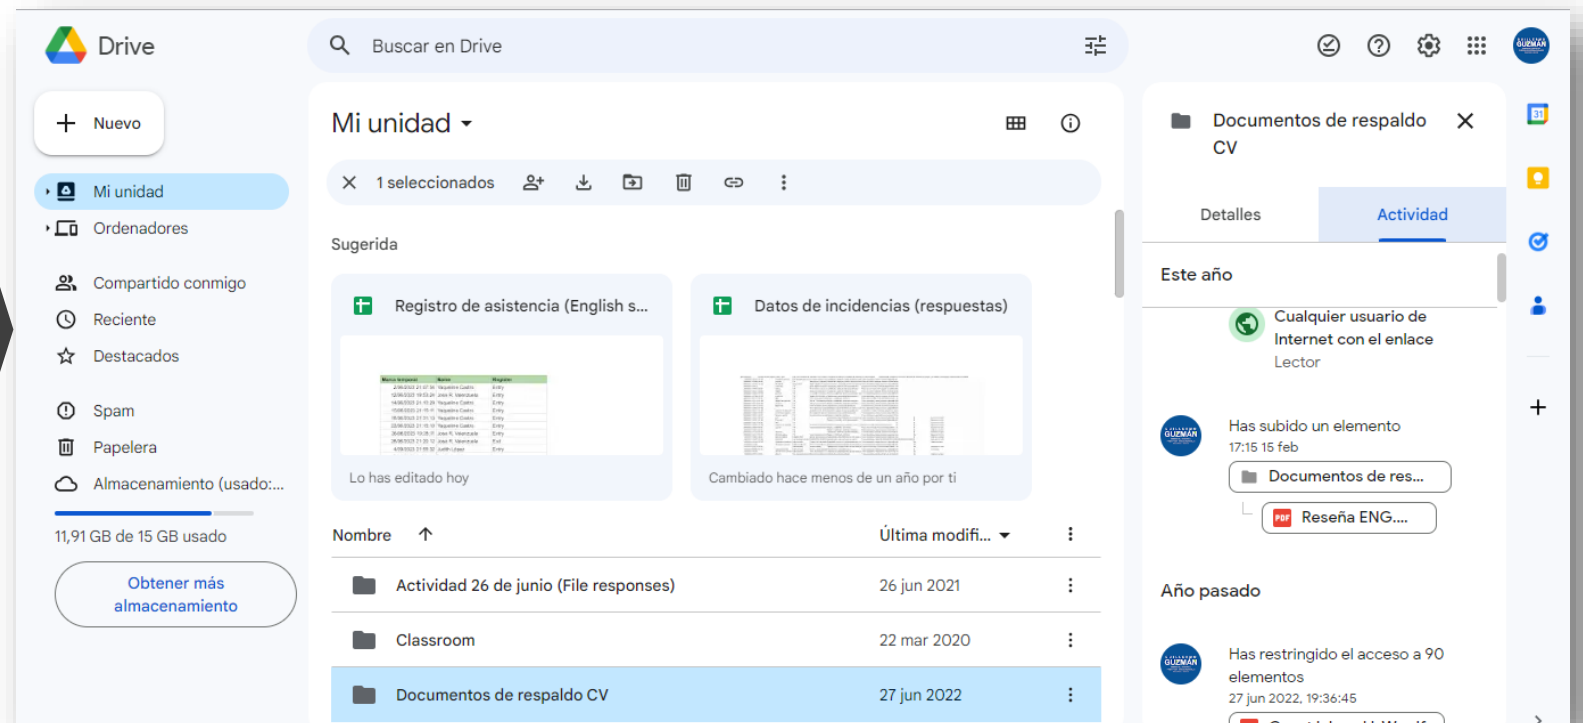 Drive
Buscar en Drive
GUZMÁN
Nuevo
Mi unidad
Ordenadores
Compartido conmigo
Reciente
Destacados
Spam
Papelera
Almacenamiento (usado:...
11,91 GB de 15 GB usado
Obtener más
almacenamiento
Mi unidad
1 seleccionados
Sugerida
Registro de asistencia (English s...
Lo has editado hoy
Datos de incidencias (respuestas)
Cambiado hace menos de un año por ti
Nombre
Última modifi...
Actividad 26 de junio (File responses)
26 jun 2021
Classroom
22 mar 2020
Documentos de respaldo CV
27 jun 2022
Documentos de respaldo
CV
Detalles
Actividad
Este año
Cualquier usuario de
Internet con el enlace
Lector
GUZMÁN
Has subido un elemento
17:15 15 feb
Documentos de res...
PDF
Reseña ENG....
Año pasado
GUZMÁN
Has restringido el acceso a 90
elementos
27 jun 2022, 19:36:45
31